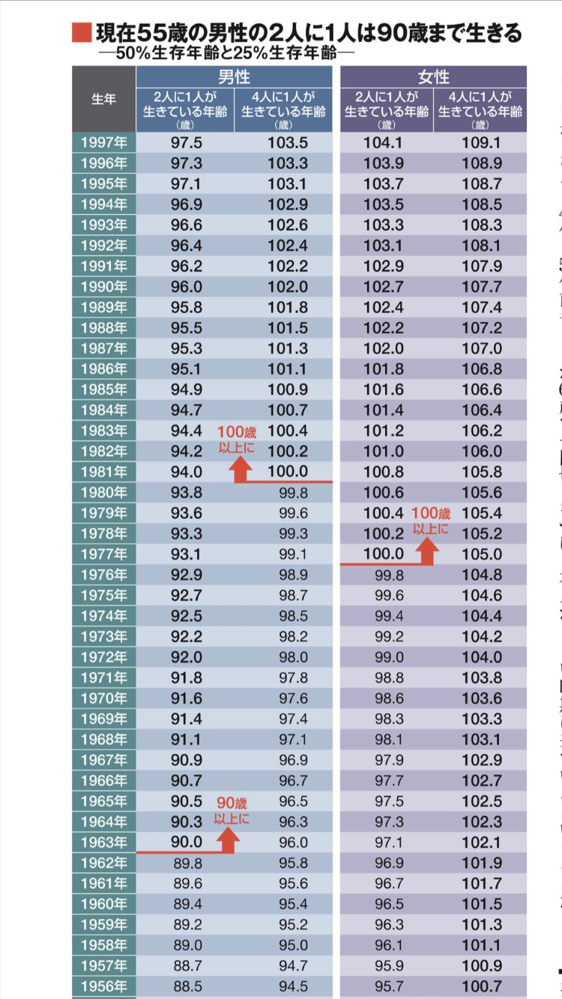 ■現在55歳の男性の2人に1人は90歳まで生きる
―50%生存年齢と25%生存年齢―
生年 男性 女性
2人に1人が生きている年齢(歳) 4人に1人が生きている年齢(歳) 2人に1人が生きている年齢(歳) 4人に1人が生きている年齢(歳)
1997年 97.5 103.5 104.1 109.1
1996年 97.3 103.3 103.9 108.9
1995年 97.1 103.1 103.7 108.7
1994年 96.9 102.9 103.5 108.5
1993年 96.6 102.6 103.3 108.3
1992年 96.4 102.4 103.1 108.1
1991年 96.2 102.2 102.9 107.9
1990年 96.0 102.0 102.7 107.7
1989年 95.8 101.8 102.4 107.4
1988年 95.5 101.5 102.2 107.2
1987年 95.3 101.3 102.0 107.0
1986年 95.1 101.1 101.8 106.8
1985年 94.9 100.9 101.6 106.6
1984年 94.7 100.7 101.4 106.4
1983年 94.4 100歳 100.4 101.2 106.2
1982年 94.2 以上に 100.2 101.0 106.0
1981年 94.0 100.0 100.8 105.8
1980年 93.8 99.8 100.6 105.6
1979年 93.6 99.6 100.4 100歳 105.4
1978年 93.3 99.3 100.2 以上に 105.2
1977年 93.1 99.1 100.0 105.0
1976年 92.9 98.9 99.8 104.8
1975年 92.7 98.7 99.6 104.6
1974年 92.5 98.5 99.4 104.4
1973年 92.2 98.2 99.2 104.2
1972年 92.0 98.0 99.0 104.0
1971年 91.8 97.8 98.8 103.8
1970年 91.6 97.6 98.6 103.6
1969年 91.4 97.4 98.3 103.3
1968年 91.1 97.1 98.1 103.1
1967年 90.9 96.9 97.9 102.9
1966年 90.7 96.7 97.7 102.7
1965年 90.5 90歳 96.5 97.5 102.5
1964年 90.3 以上に 96.3 97.3 102.3
1963年 90.0 96.0 97.1 102.1
1962年 89.8 95.8 96.9 101.9
1961年 89.6 95.6 96.7 101.7
1960年 89.4 95.4 96.5 101.5
1959年 89.2 95.2 96.3 101.3
1958年 89.0 95.0 96.1 101.1
1957年 88.7 94.7 95.9 100.9
1956年 88.5 94.5 95.7 100.7